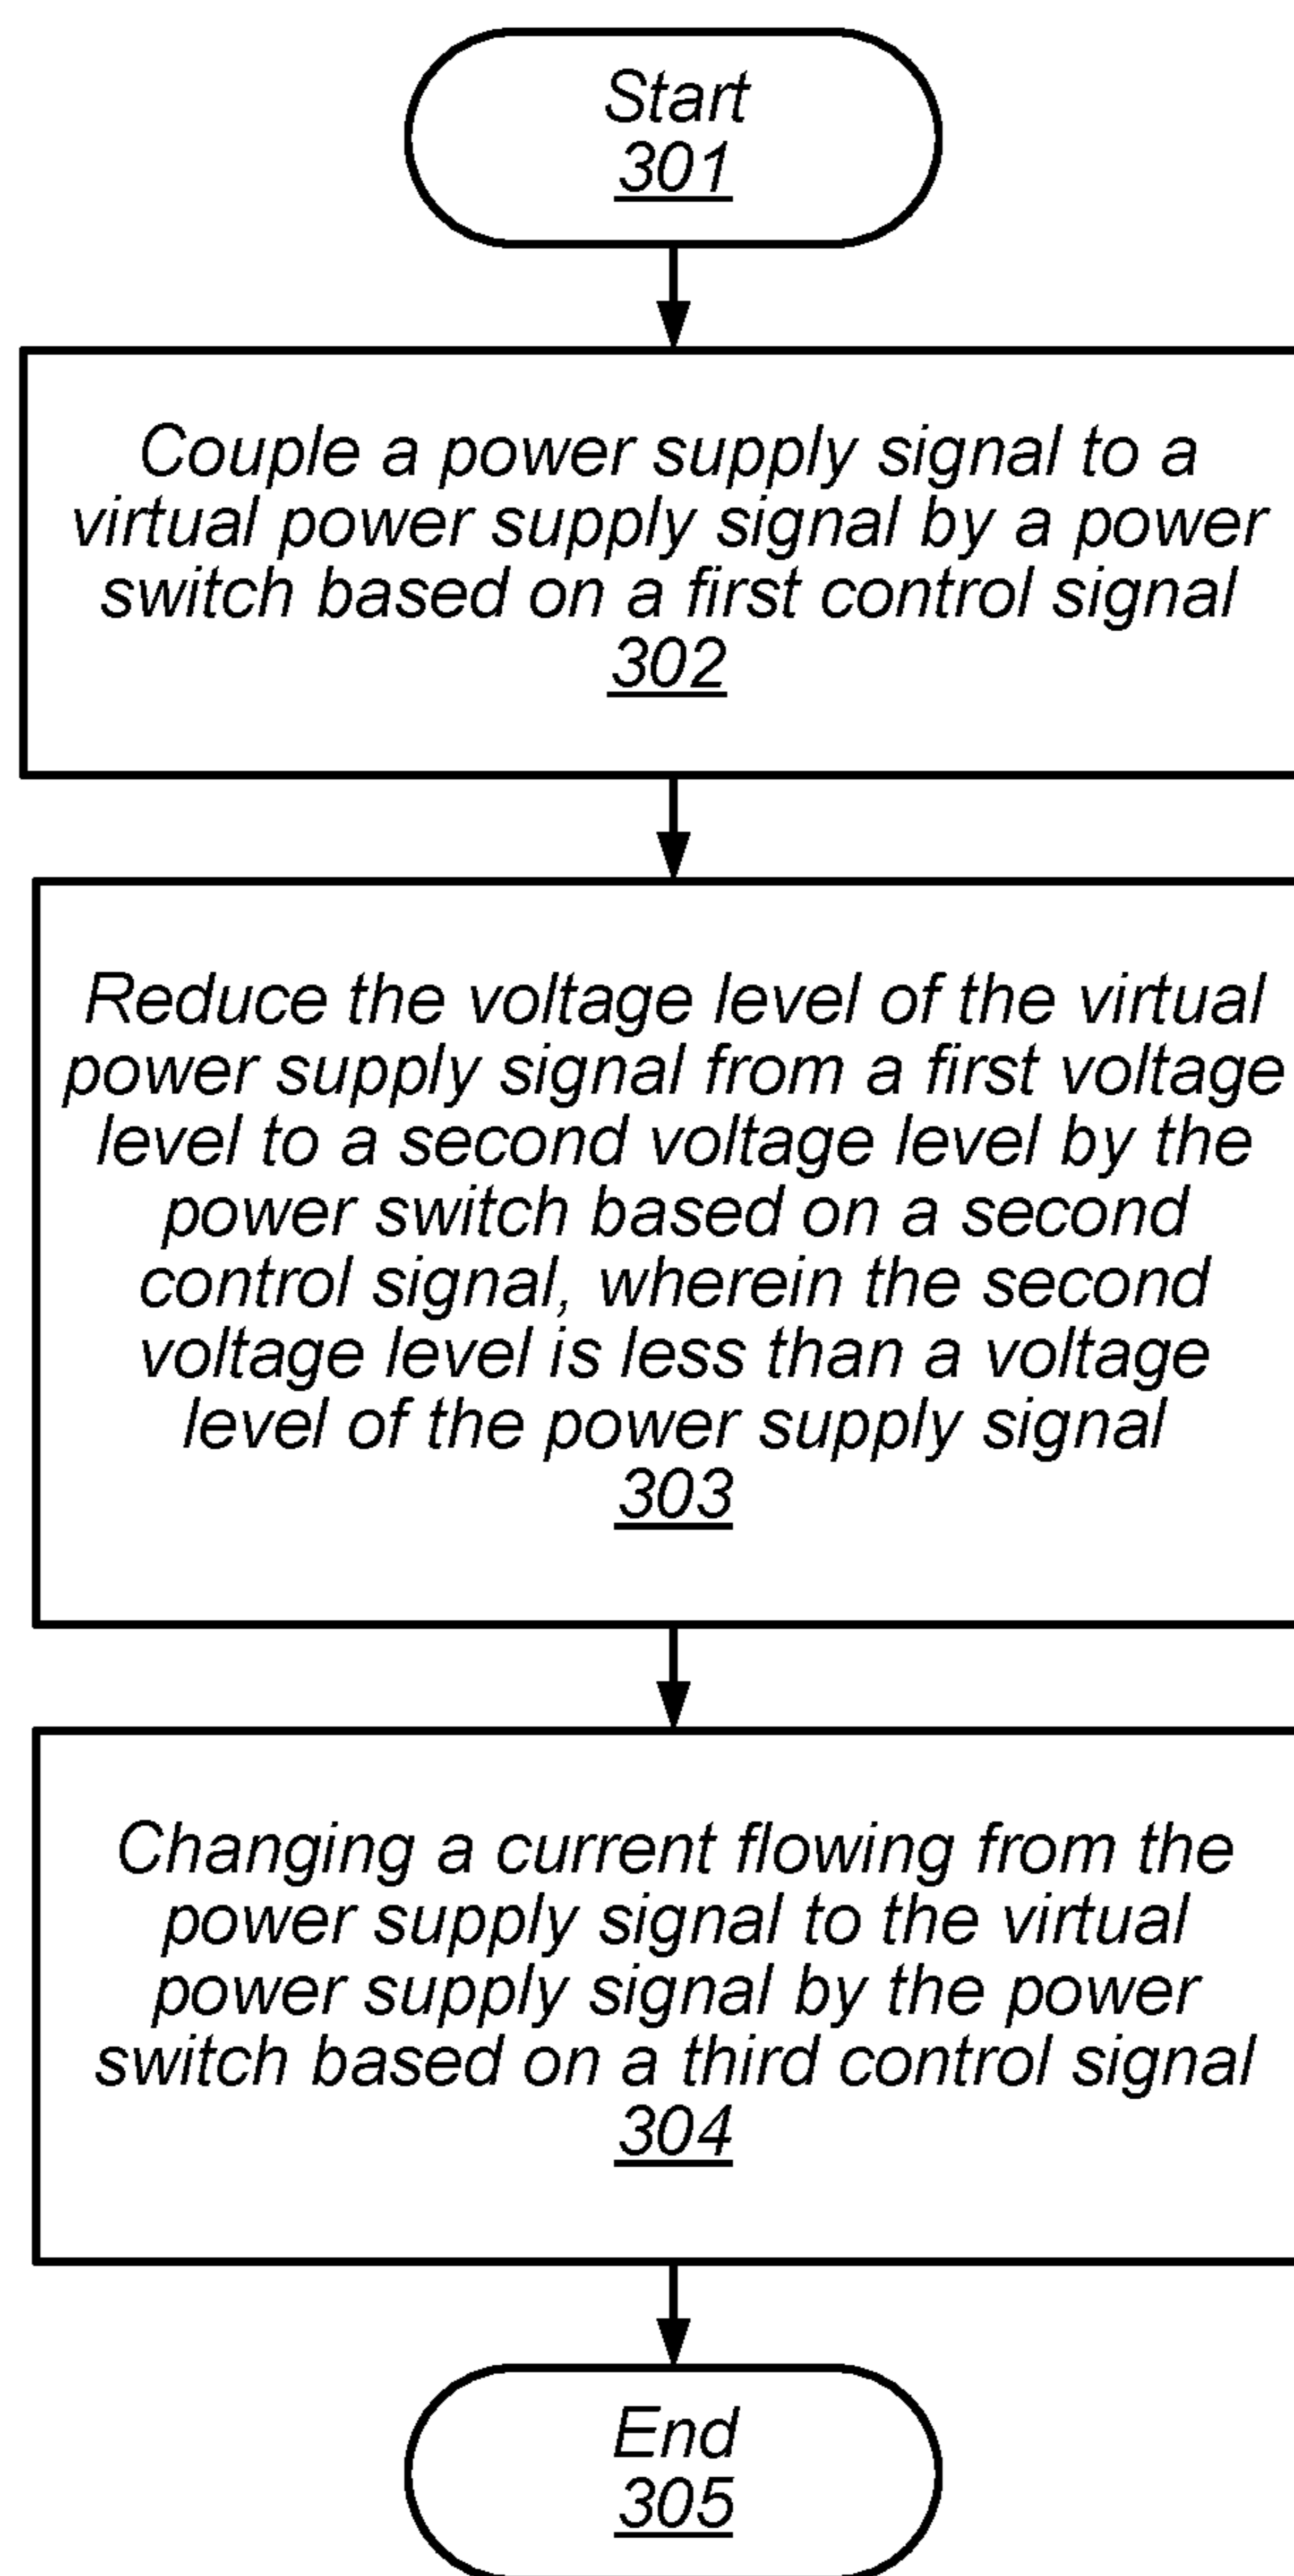 Start
301
Couple a power supply signal to a
virtual power supply signal by a power
switch based on a first control signal
302
Reduce the voltage level of the virtual
power supply signal from a first voltage
level to a second voltage level by the
power switch based on a second
control signal, wherein the second
voltage level is less than a voltage
level of the power supply signal
303
Changing a current flowing from the
power supply signal to the virtual
power supply signal by the power
switch based on a third control signal
304
End
305